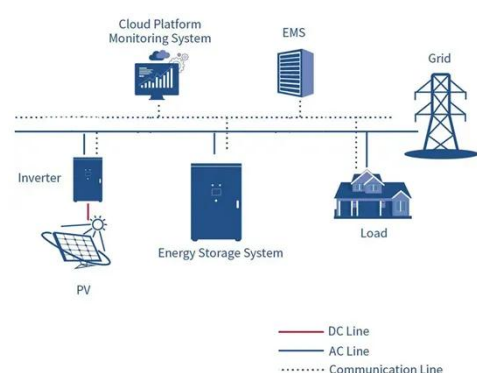 Cloud Platform
Monitoring System
EMS
Grid
Inverter
Energy Storage System
Load
PV
DC Line
AC Line
Communication Line